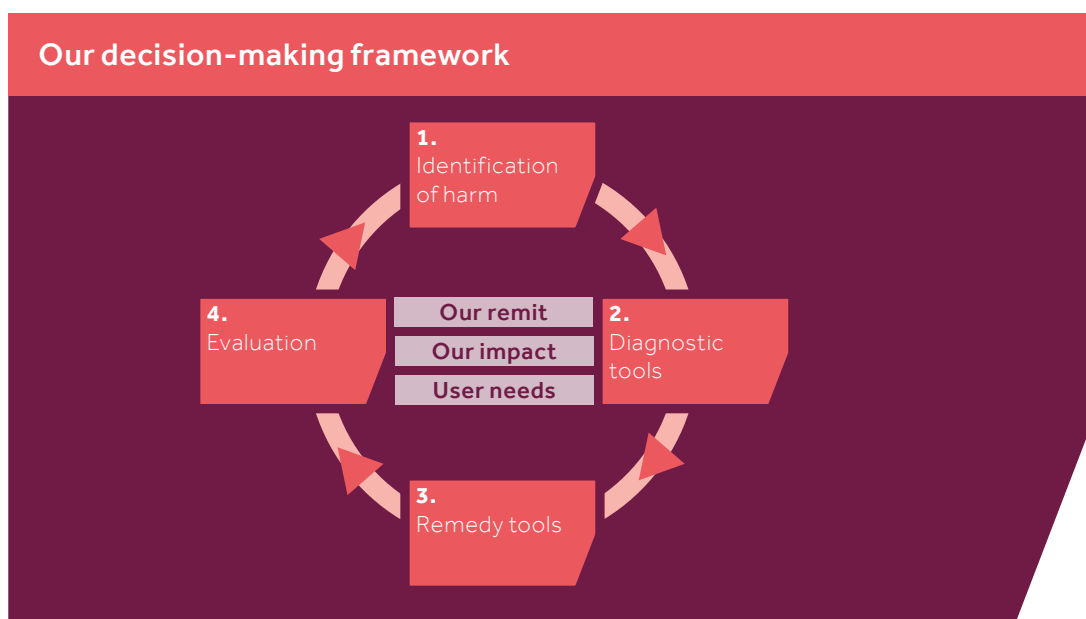 Our decision-making framework
1.
Identification
of harm
4.
Evaluation
Our remit
Our impact
User needs
2.
Diagnostic
tools
3.
Remedy tools